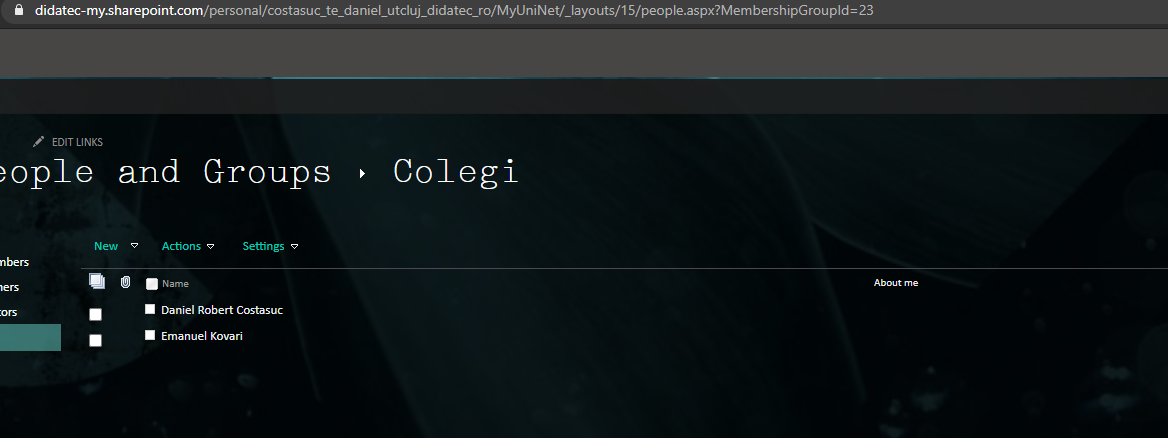 didatec-my.sharepoint.com/personal/costasuc_te_daniel_utcluj_didatec_ro/MyUniNet/_layouts/15/people.aspx?MembershipGroupId=23
EDIT LINKS
eople and Groups ▸ Colegi
New Actions Settings
mbers
ners
tors
Name About me
Daniel Robert Costasuc
Emanuel Kovari